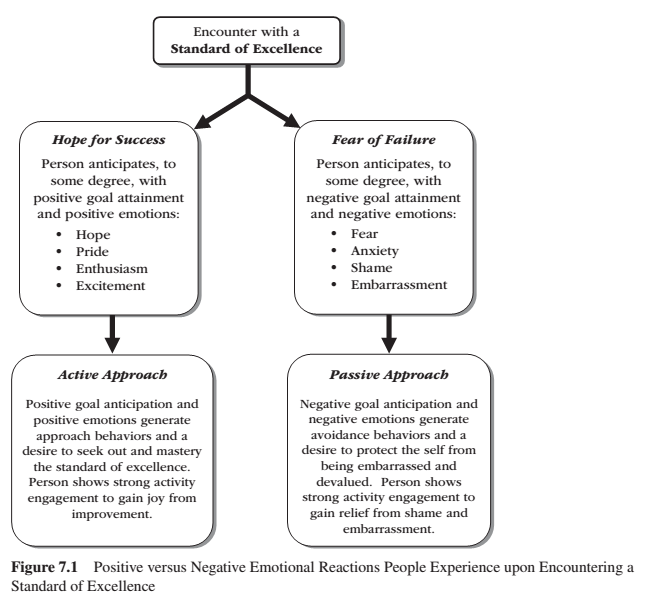 Encounter with a
Standard of Excellence
Hope for Success
Person anticipates, to
some degree, with
positive goal attainment
and positive emotions:
• Hope
• Pride
• Enthusiasm
• Excitement
Fear of Failure
Person anticipates, to
some degree, with
negative goal attainment
and negative emotions:
• Fear
• Anxiety
• Shame
• Embarrassment
Active Approach
Positive goal anticipation and
positive emotions generate
approach behaviors and a
desire to seek out and mastery
the standard of excellence.
Person shows strong activity
engagement to gain joy from
improvement.
Passive Approach
Negative goal anticipation and
negative emotions generate
avoidance behaviors and a
desire to protect the self from
being embarrassed and
devalued. Person shows
strong activity engagement to
gain relief from shame and
embarrassment.
Figure 7.1 Positive versus Negative Emotional Reactions People Experience upon Encountering a
Standard of Excellence